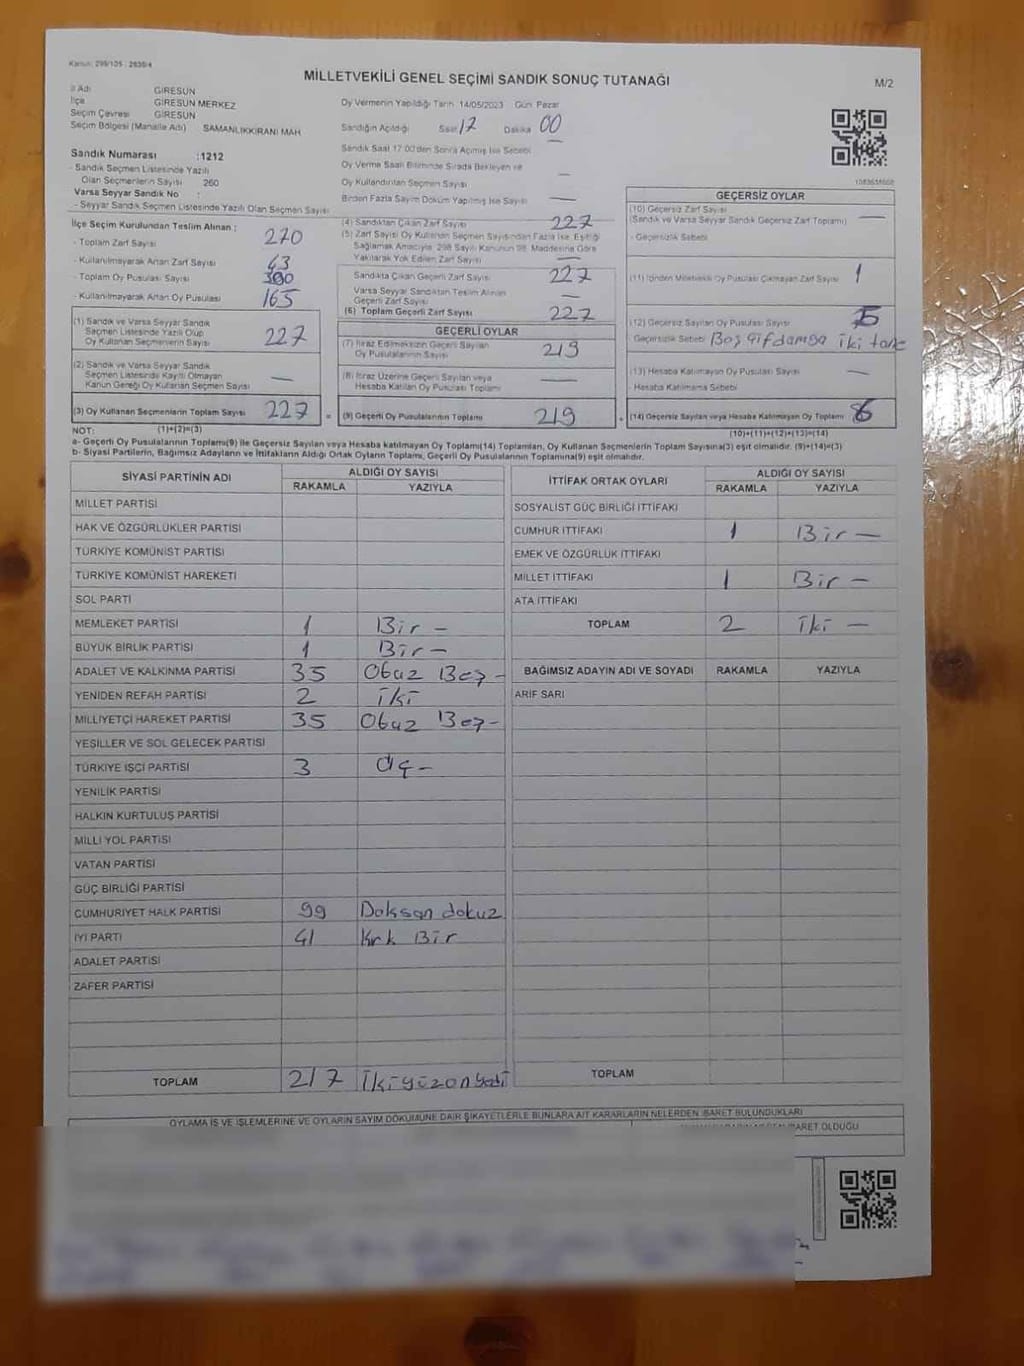 Kanun: 298/105 - 2839/4
MİLLETVEKİLİ GENEL SEÇİMİ SANDIK SONUÇ TUTANAĞI
M/2
İl Adı GİRESUN
İlçe GİRESUN MERKEZ
Seçim Çevresi GİRESUN
Seçim Bölgesi (Mahalle Adı) SAMANLIKKIRANI MAH
Sandık Numarası :1212
- Sandık Seçmen Listesinde Yazılı
Olan Seçmenlerin Sayısı 260
Varsa Seyyar Sandık No :
- Seyyar Sandık Seçmen Listesinde Yazılı Olan Seçmen Sayısı
Oy Vermenin Yapıldığı Tarih 14/05/2023 Gün Pazar
Sandığın Açıldığı Saat 17 Dakika 00
Sandık Saat 17:00'den Sonra Açılmış İse Sebebi
Oy Verme Saati Bitiminde Sırada Bekleyen ve —
Oy Kullandırılan Seçmen Sayısı
Birden Fazla Sayım Döküm Yapılmış İse Sayısı —
İlçe Seçim Kurulundan Teslim Alınan :
- Toplam Zarf Sayısı 270
- Kullanılmayarak Artan Zarf Sayısı 43
- Toplam Oy Pusulası Sayısı 380
- Kullanılmayarak Artan Oy Pusulası 165
(1) Sandık ve Varsa Seyyar Sandık
Seçmen Listesinde Yazılı Olup
Oy Kullanan Seçmenlerin Sayısı 227
(2) Sandık ve Varsa Seyyar Sandık
Seçmen Listesinde Kayıtlı Olmayan
Kanun Gereği Oy Kullanan Seçmen Sayısı —
(3) Oy Kullanan Seçmenlerin Toplam Sayısı 227
(1)+(2)=(3)
(4) Sandıktan Çıkan Zarf Sayısı 227
(5) Zarf Sayısı Oy Kullanan Seçmen Sayısından Fazla İse Eşitliği
Sağlamak Amacıyla 298 Sayılı Kanunun 98. Maddesine Göre
Yakılarak Yok Edilen Zarf Sayısı —
Sandıkta Çıkan Geçerli Zarf Sayısı 227
Varsa Seyyar Sandıktan Teslim Alınan
Geçerli Zarf Sayısı —
(6) Toplam Geçerli Zarf Sayısı 227
GEÇERLİ OYLAR
(7) İtiraz Edilmeksizin Geçerli Sayılan
Oy Pusulalarının Sayısı 219
(8) İtiraz Üzerine Geçerli Sayılan veya
Hesaba Katılan Oy Pusulası Toplamı —
(9) Geçerli Oy Pusulalarının Toplamı 219
GEÇERSİZ OYLAR
(10) Geçersiz Zarf Sayısı
(Sandık ve Varsa Seyyar Sandık Geçersiz Zarf Toplamı) —
- Geçersizlik Sebebi
(11) İçinden Milletvekili Oy Pusulası Çıkmayan Zarf Sayısı 1
(12) Geçersiz Sayılan Oy Pusulası Sayısı
- Geçersizlik Sebebi Boş çift damga iki tane
(13) Hesaba Katılmayan Oy Pusulası Sayısı —
- Hesaba Katılmama Sebebi
(14) Geçersiz Sayılan veya Hesaba Katılmayan Oy Toplamı
(10)+(11)+(12)+(13)=(14)
NOT:
a- Geçerli Oy Pusulalarının Toplamı(9) ile Geçersiz Sayılan veya Hesaba katılmayan Oy Toplamı(14) Toplamları, Oy Kullanan Seçmenlerin Toplam Sayısına(3) eşit olmalıdır. (9)+(14)=(3)
b- Siyasi Partilerin, Bağımsız Adayların ve İttifakların Aldığı Ortak Oyların Toplamı, Geçerli Oy Pusulalarının Toplamına(9) eşit olmalıdır.
SİYASİ PARTİNİN ADI ALDIĞI OY SAYISI
RAKAMLA YAZIYLA
MİLLET PARTİSİ
HAK VE ÖZGÜRLÜKLER PARTİSİ
TÜRKİYE KOMÜNİST PARTİSİ
TÜRKİYE KOMÜNİST HAREKETİ
SOL PARTİ
MEMLEKET PARTİSİ 1 Bir —
BÜYÜK BİRLİK PARTİSİ 1 Bir —
ADALET VE KALKINMA PARTİSİ 35 Otuz Beş —
YENİDEN REFAH PARTİSİ 2 iki
MİLLİYETÇİ HAREKET PARTİSİ 35 Otuz Beş —
YEŞİLLER VE SOL GELECEK PARTİSİ
TÜRKİYE İŞÇİ PARTİSİ 3 üç —
YENİLİK PARTİSİ
HALKIN KURTULUŞ PARTİSİ
MİLLİ YOL PARTİSİ
VATAN PARTİSİ
GÜÇ BİRLİĞİ PARTİSİ
CUMHURİYET HALK PARTİSİ 99 Doksan dokuz
İYİ PARTİ 41 Kırk Bir
ADALET PARTİSİ
ZAFER PARTİSİ
TOPLAM 217 İkiyüzonyedi
İTTİFAK ORTAK OYLARI ALDIĞI OY SAYISI
RAKAMLA YAZIYLA
SOSYALİST GÜÇ BİRLİĞİ İTTİFAKI
CUMHUR İTTİFAKI 1 Bir —
EMEK VE ÖZGÜRLÜK İTTİFAKI
MİLLET İTTİFAKI 1 Bir —
ATA İTTİFAKI
TOPLAM 2 iki —
BAĞIMSIZ ADAYIN ADI VE SOYADI RAKAMLA YAZIYLA
ARİF SARI
TOPLAM
OYLAMA İŞ VE İŞLEMLERİNE VE OYLARIN SAYIM DÖKÜMÜNE DAİR ŞİKAYETLERLE BUNLARA AİT KARARLARIN NELERDEN İBARET BULUNDUKLARI
İBARET OLDUĞU